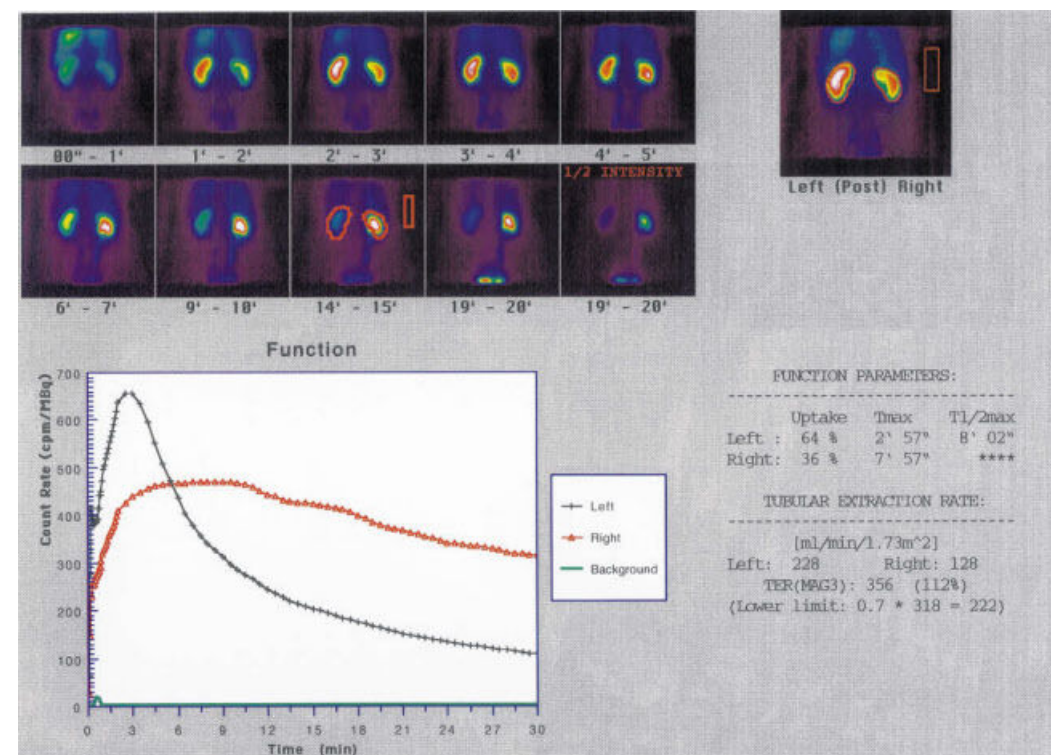 00" - 1' 1' - 2' 2' - 3' 3' - 4' 4' - 5'
1/2 INTENSITY
Left (Post) Right
6' - 7' 9' - 10' 14' - 15' 19' - 20' 19' - 20'
Function
Count Rate (cpm/MBq)
700
600
500
400
300
200
100
0
0 3 6 9 12 15 18 21 24 27 30
Time (min)
Left
Right
Background
FUNCTION PARAMETERS:
Uptake Tmax T1/2max
Left : 64 % 2' 57" 8' 02"
Right: 36 % 7' 57" ****
TUBULAR EXTRACTION RATE:
[ml/min/1.73m^2]
Left: 228 Right: 128
TER(MAG3): 356 (112%)
(Lower limit: 0.7 * 318 = 222)